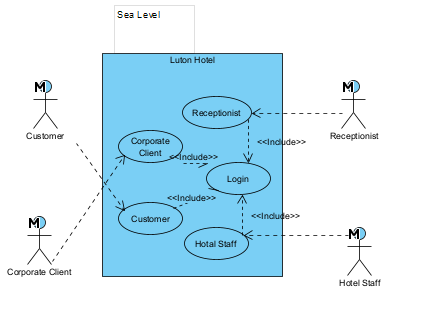 Sea Level
Luton Hotel
Receptionist
Customer
Receptionist
<<Include>>
Corporate
Client
<<Include>>
Login
<<Include>>
Customer
<<Include>>
Hotal Staff
Corporate Client
Hotel Staff